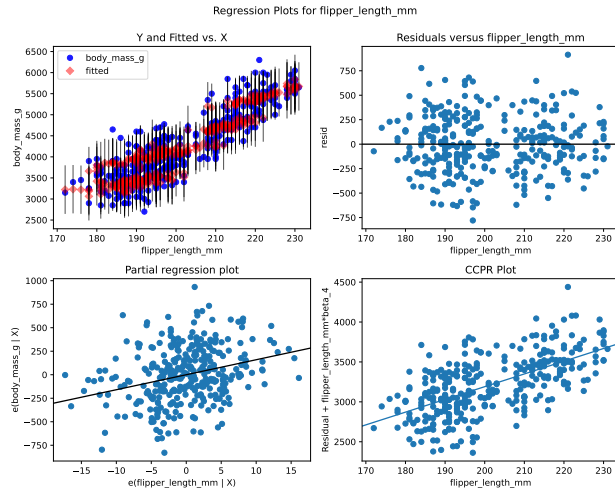 Regression Plots for flipper_length_mm
Y and Fitted vs. X
body_mass_g
fitted
6500
6000
5500
5000
4500
4000
3500
3000
2500
body_mass_g
170 180 190 200 210 220 230
flipper_length_mm
Residuals versus flipper_length_mm
750
500
250
0
−250
−500
−750
resid
170 180 190 200 210 220 230
flipper_length_mm
Partial regression plot
1000
750
500
250
0
−250
−500
−750
e(body_mass_g | X)
−15 −10 −5 0 5 10 15
e(flipper_length_mm | X)
CCPR Plot
4500
4000
3500
3000
2500
Residual + flipper_length_mm*beta_4
170 180 190 200 210 220 230
flipper_length_mm